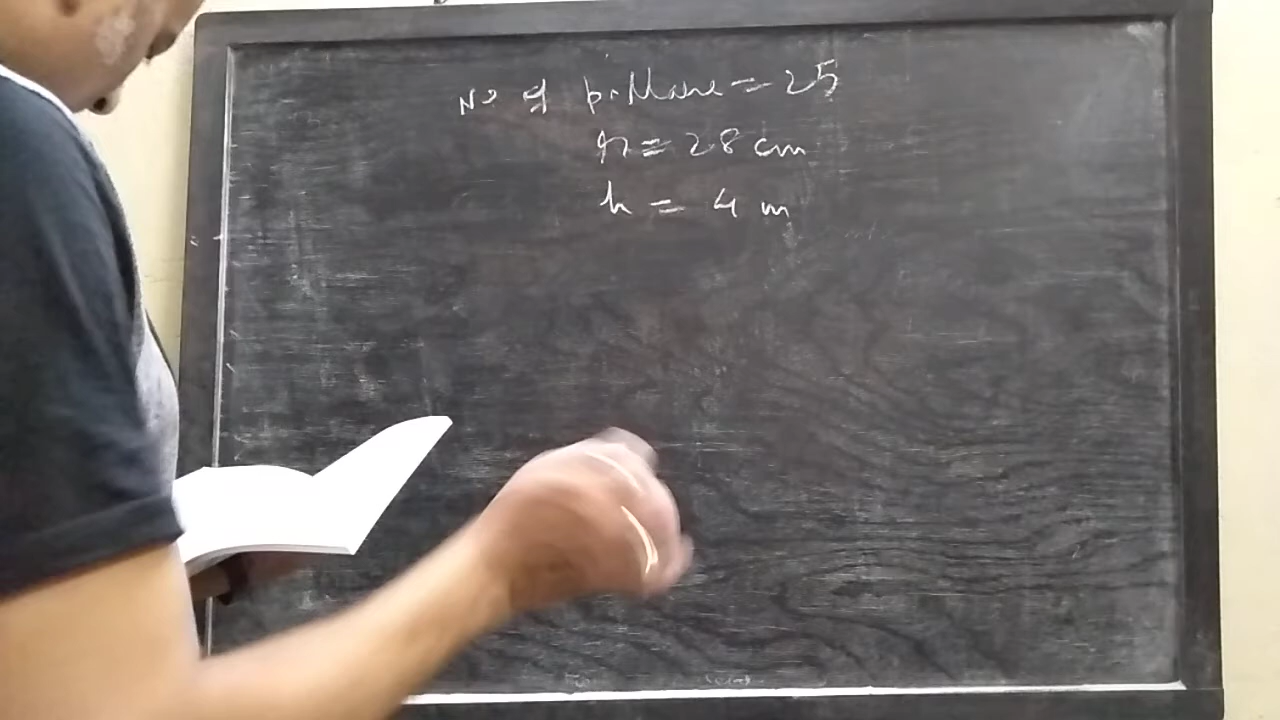 No of pillars = 25
r = 28 cm
h = 4 m